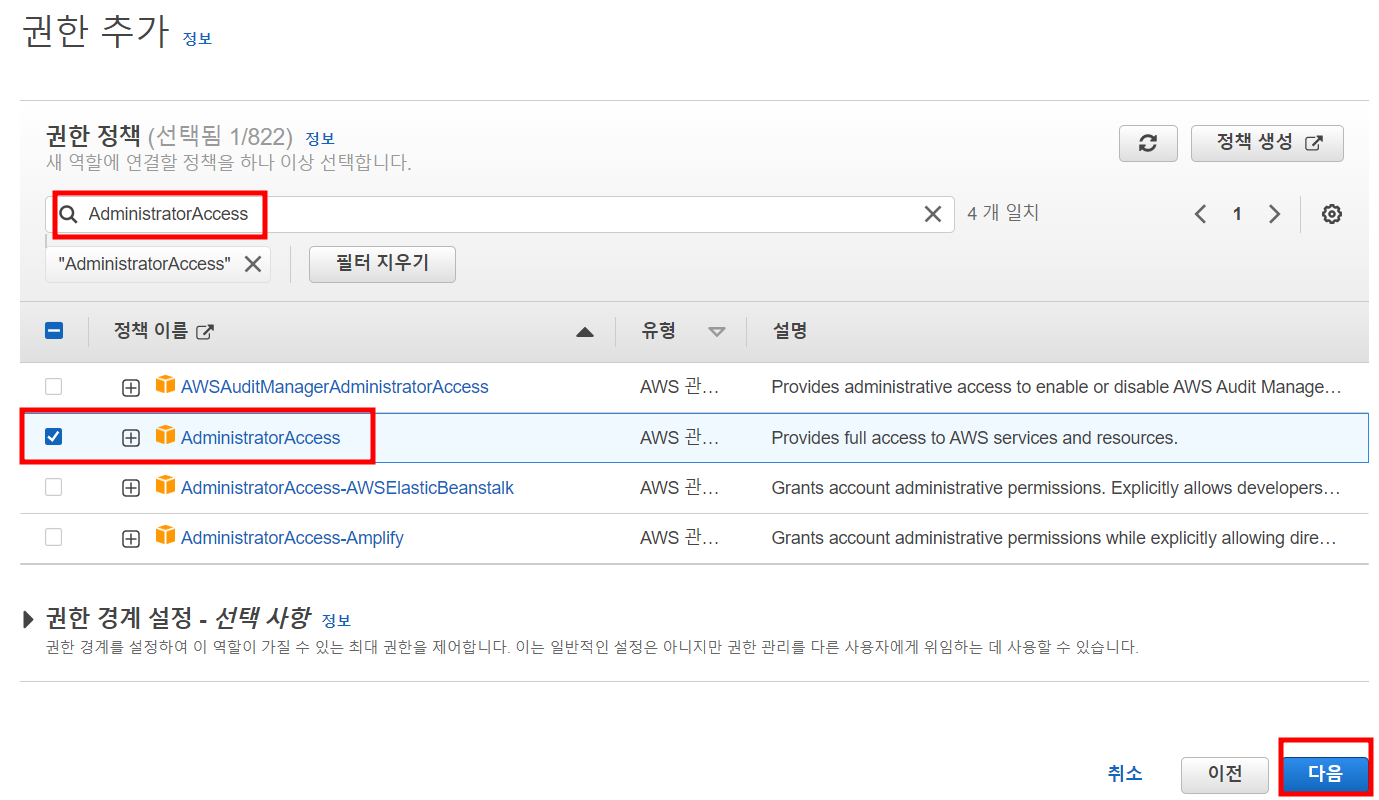 권한 추가 정보
권한 정책 (선택됨 1/822) 정보
새 역할에 연결할 정책을 하나 이상 선택합니다.
정책 생성
AdministratorAccess
4 개 일치
1
"AdministratorAccess"
필터 지우기
정책 이름 유형 설명
AWSAuditManagerAdministratorAccess AWS 관… Provides administrative access to enable or disable AWS Audit Manage…
AdministratorAccess AWS 관… Provides full access to AWS services and resources.
AdministratorAccess-AWSElasticBeanstalk AWS 관… Grants account administrative permissions. Explicitly allows developers…
AdministratorAccess-Amplify AWS 관… Grants account administrative permissions while explicitly allowing dire…
권한 경계 설정 - 선택 사항 정보
권한 경계를 설정하여 이 역할이 가질 수 있는 최대 권한을 제어합니다. 이는 일반적인 설정은 아니지만 권한 관리를 다른 사용자에게 위임하는 데 사용할 수 있습니다.
취소 이전 다음